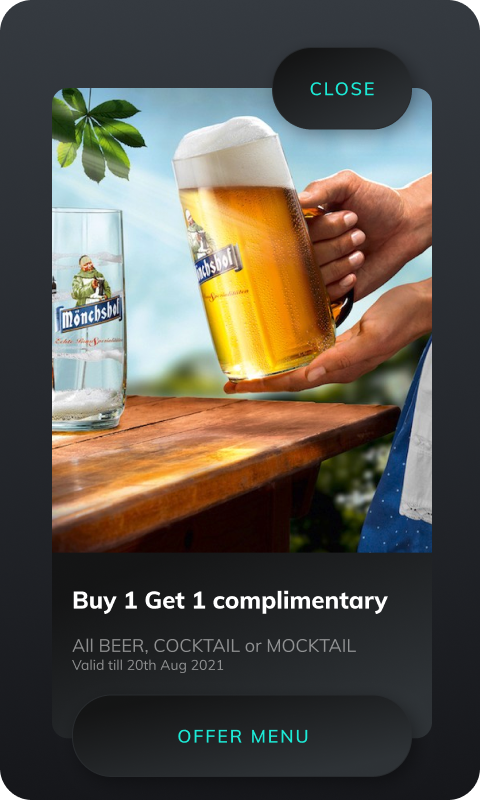 CLOSE
Mönchshof
nchshof
Buy 1 Get 1 complimentary
All BEER, COCKTAIL or MOCKTAIL
Valid till 20th Aug 2021
OFFER MENU